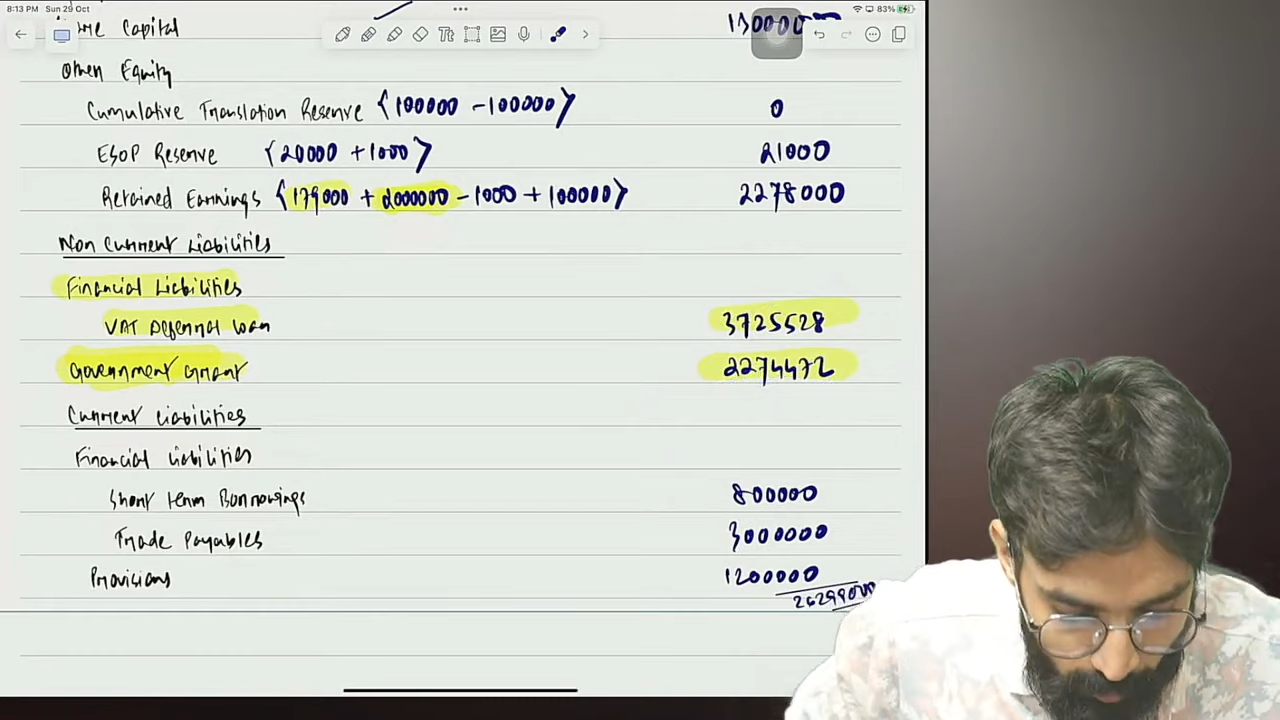 8:13 PM Sun 29 Oct 83%
Capital
Other Equity
Cumulative Translation Reserve {100000 - 100000} 0
ESOP Reserve {20000 + 1000} 21000
Retained Earnings {179000 + 2000000 - 1000 + 100000} 2278000
Non Current Liabilities
Financial Liabilities
VAT Deferral loan 3725528
Government Grant 2274472
Current Liabilities
Financial Liabilities
Short term Borrowings 800000
Trade Payables 3000000
Provisions 1200000